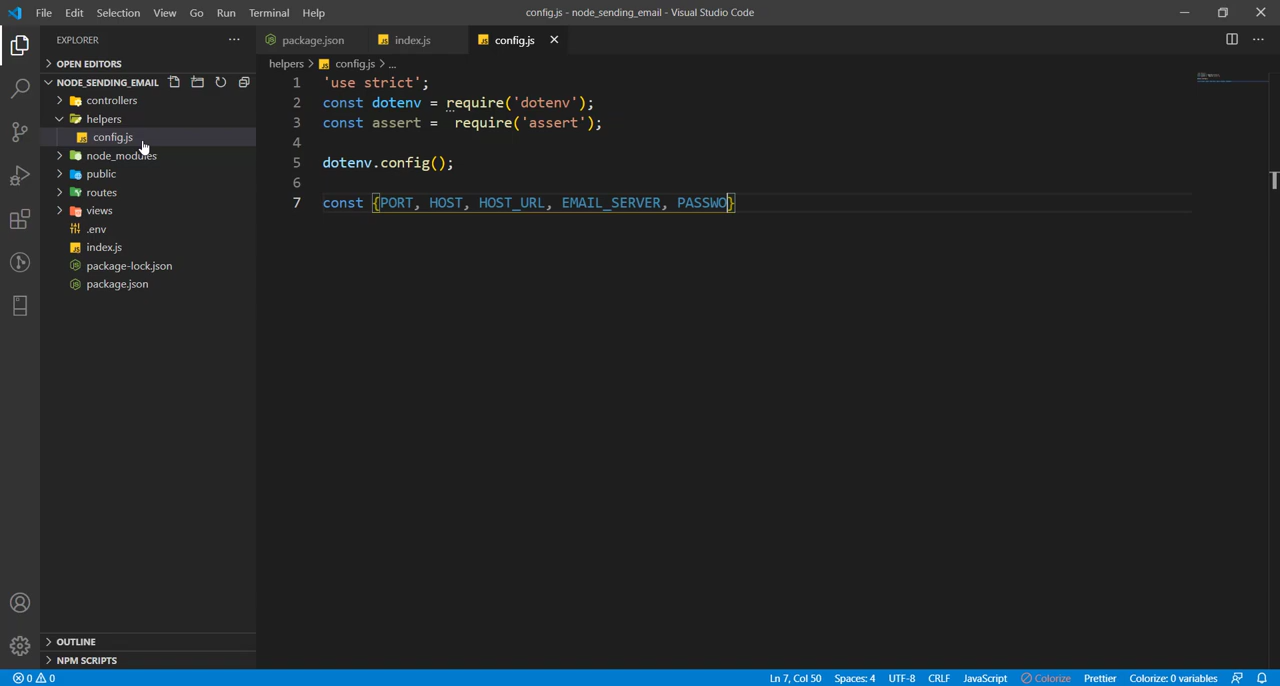 File Edit Selection View Go Run Terminal Help
config.js - node_sending_email - Visual Studio Code
EXPLORER
OPEN EDITORS
NODE_SENDING_EMAIL
controllers
helpers
config.js
node_modules
public
routes
views
.env
index.js
package-lock.json
package.json
OUTLINE
NPM SCRIPTS
package.json index.js config.js
helpers > config.js > ...
1 'use strict';
2 const dotenv = require('dotenv');
3 const assert =  require('assert');
4
5 dotenv.config();
6
7 const {PORT, HOST, HOST_URL, EMAIL_SERVER, PASSWO}
0 0 Ln 7, Col 50 Spaces: 4 UTF-8 CRLF JavaScript Colorize Prettier Colorize: 0 variables